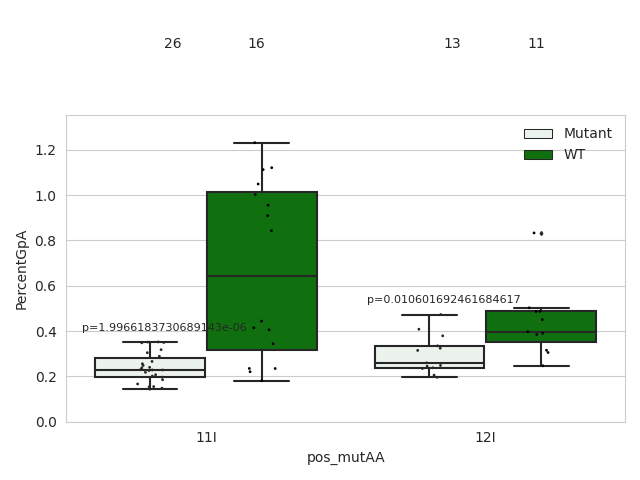 26 16 13 11
Mutant
WT
1.2
1.0
0.8
0.6
0.4
0.2
0.0
PercentGpA
p=1.9966183730689143e-06
p=0.010601692461684617
11I 12I
pos_mutAA